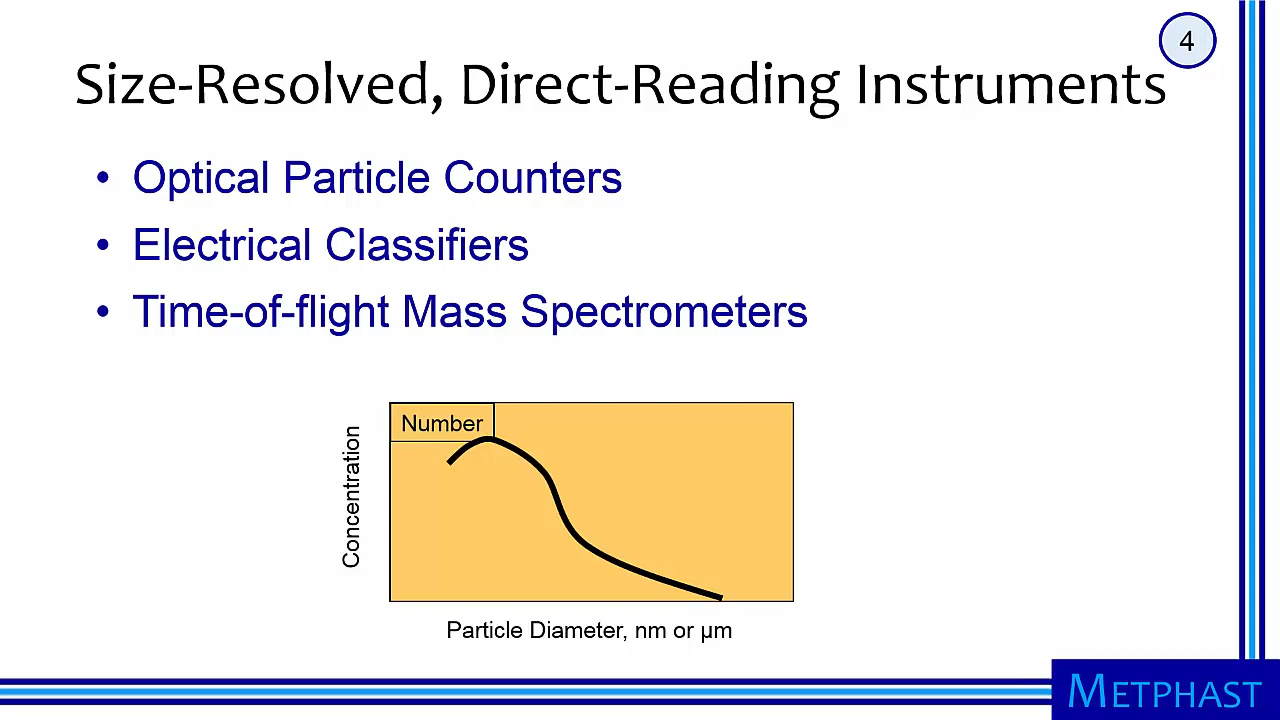 4
Size-Resolved, Direct-Reading Instruments
• Optical Particle Counters
• Electrical Classifiers
• Time-of-flight Mass Spectrometers
Number
Concentration
Particle Diameter, nm or µm
METPHAST